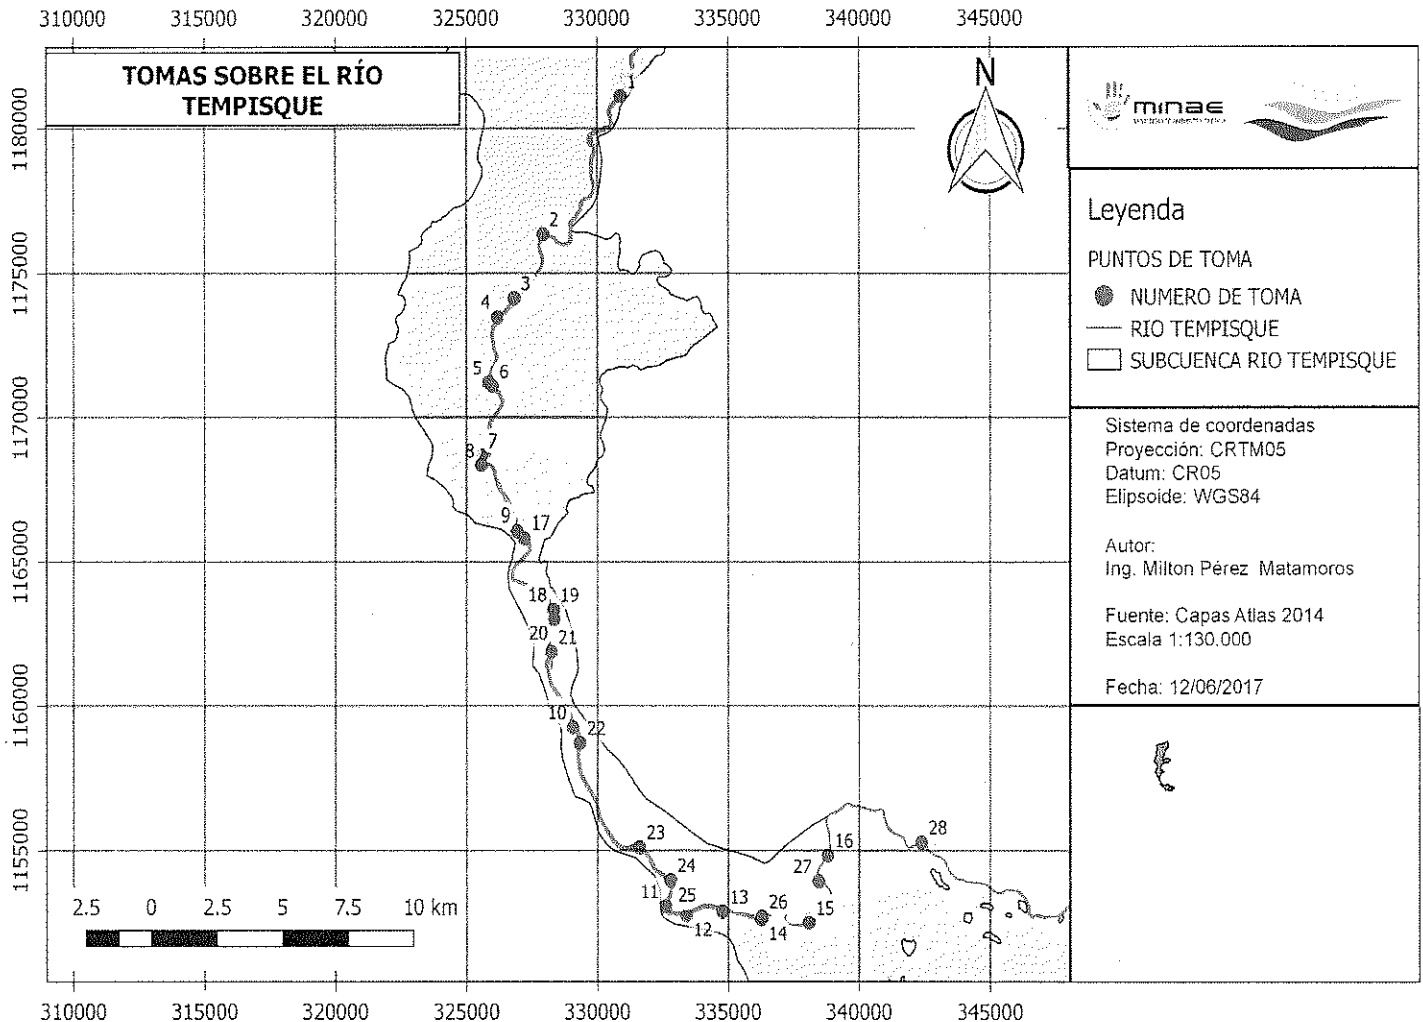 310000 315000 320000 325000 330000 335000 340000 345000
TOMAS SOBRE EL RÍO
TEMPISQUE
N
1180000
1175000
1170000
1165000
1160000
1155000
1
2
3
4
5 6
7
8
9 17
18 19
20 21
10
22
23
24
11 25
12
13
26
14
15
27
16
28
2.5 0 2.5 5 7.5 10 km
310000 315000 320000 325000 330000 335000 340000 345000
minae
Leyenda
PUNTOS DE TOMA
NUMERO DE TOMA
RIO TEMPISQUE
SUBCUENCA RIO TEMPISQUE
Sistema de coordenadas
Proyección: CRTM05
Datum: CR05
Elipsoide: WGS84
Autor:
Ing. Milton Pérez Matamoros
Fuente: Capas Atlas 2014
Escala 1:130.000
Fecha: 12/06/2017